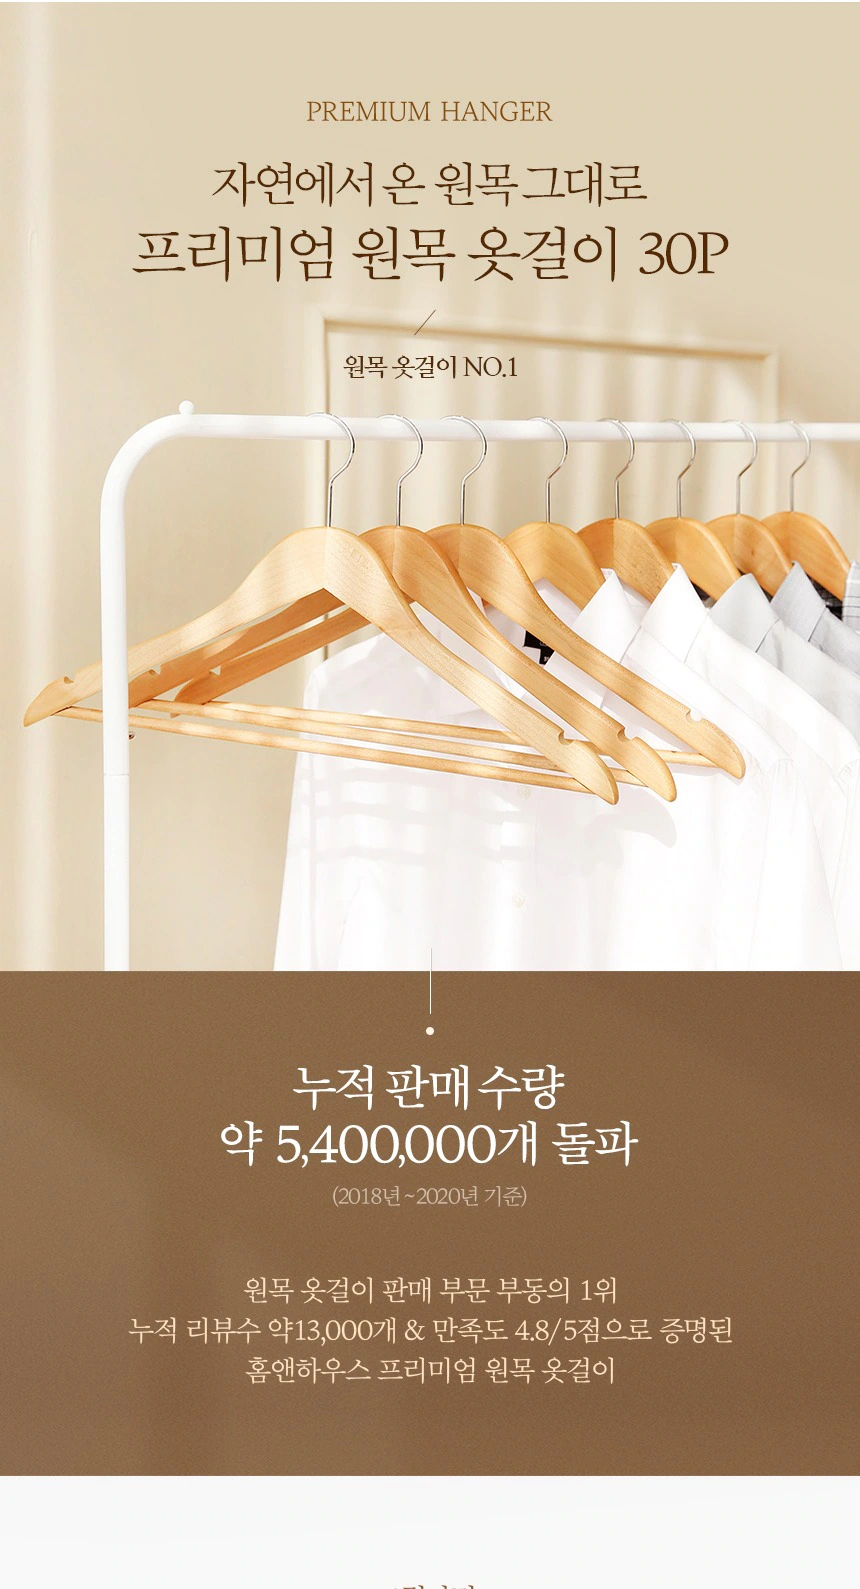 PREMIUM HANGER
자연에서 온 원목 그대로
프리미엄 원목 옷걸이 30P
원목 옷걸이 NO.1
누적 판매 수량
약 5,400,000개 돌파
(2018년~2020년 기준)
원목 옷걸이 판매 부문 부동의 1위
누적 리뷰수 약13,000개 & 만족도 4.8/5점으로 증명된
홈앤하우스 프리미엄 원목 옷걸이